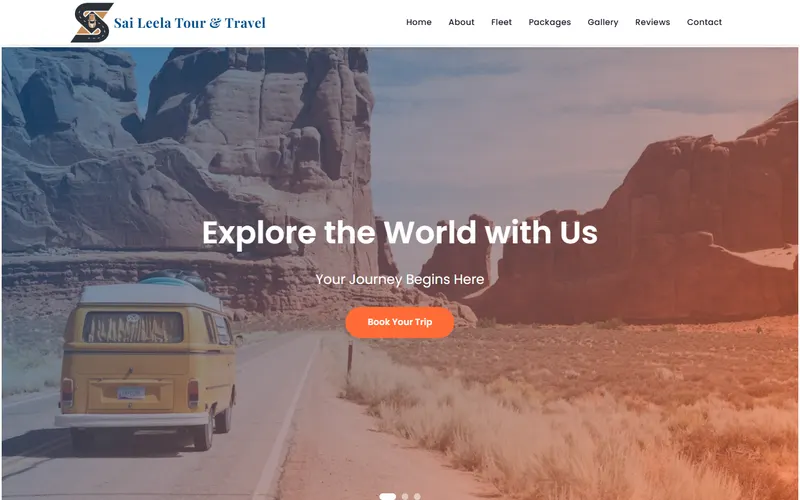 Sai Leela Tour & Travel
Home About Fleet Packages Gallery Reviews Contact
Explore the World with Us
Your Journey Begins Here
Book Your Trip